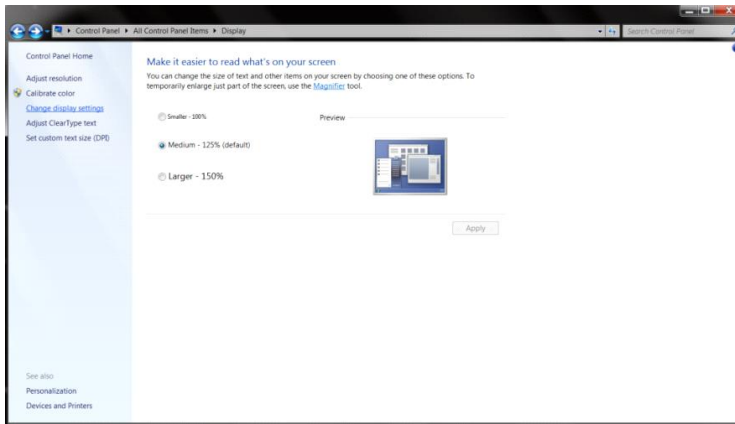 Control Panel ▸ All Control Panel Items ▸ Display
Search Control Panel
Control Panel Home
Adjust resolution
Calibrate color
Change display settings
Adjust ClearType text
Set custom text size (DPI)
See also
Personalization
Devices and Printers
Make it easier to read what's on your screen
You can change the size of text and other items on your screen by choosing one of these options. To
temporarily enlarge just part of the screen, use the Magnifier tool.
Smaller - 100%
Preview
Medium - 125% (default)
Larger - 150%
Apply